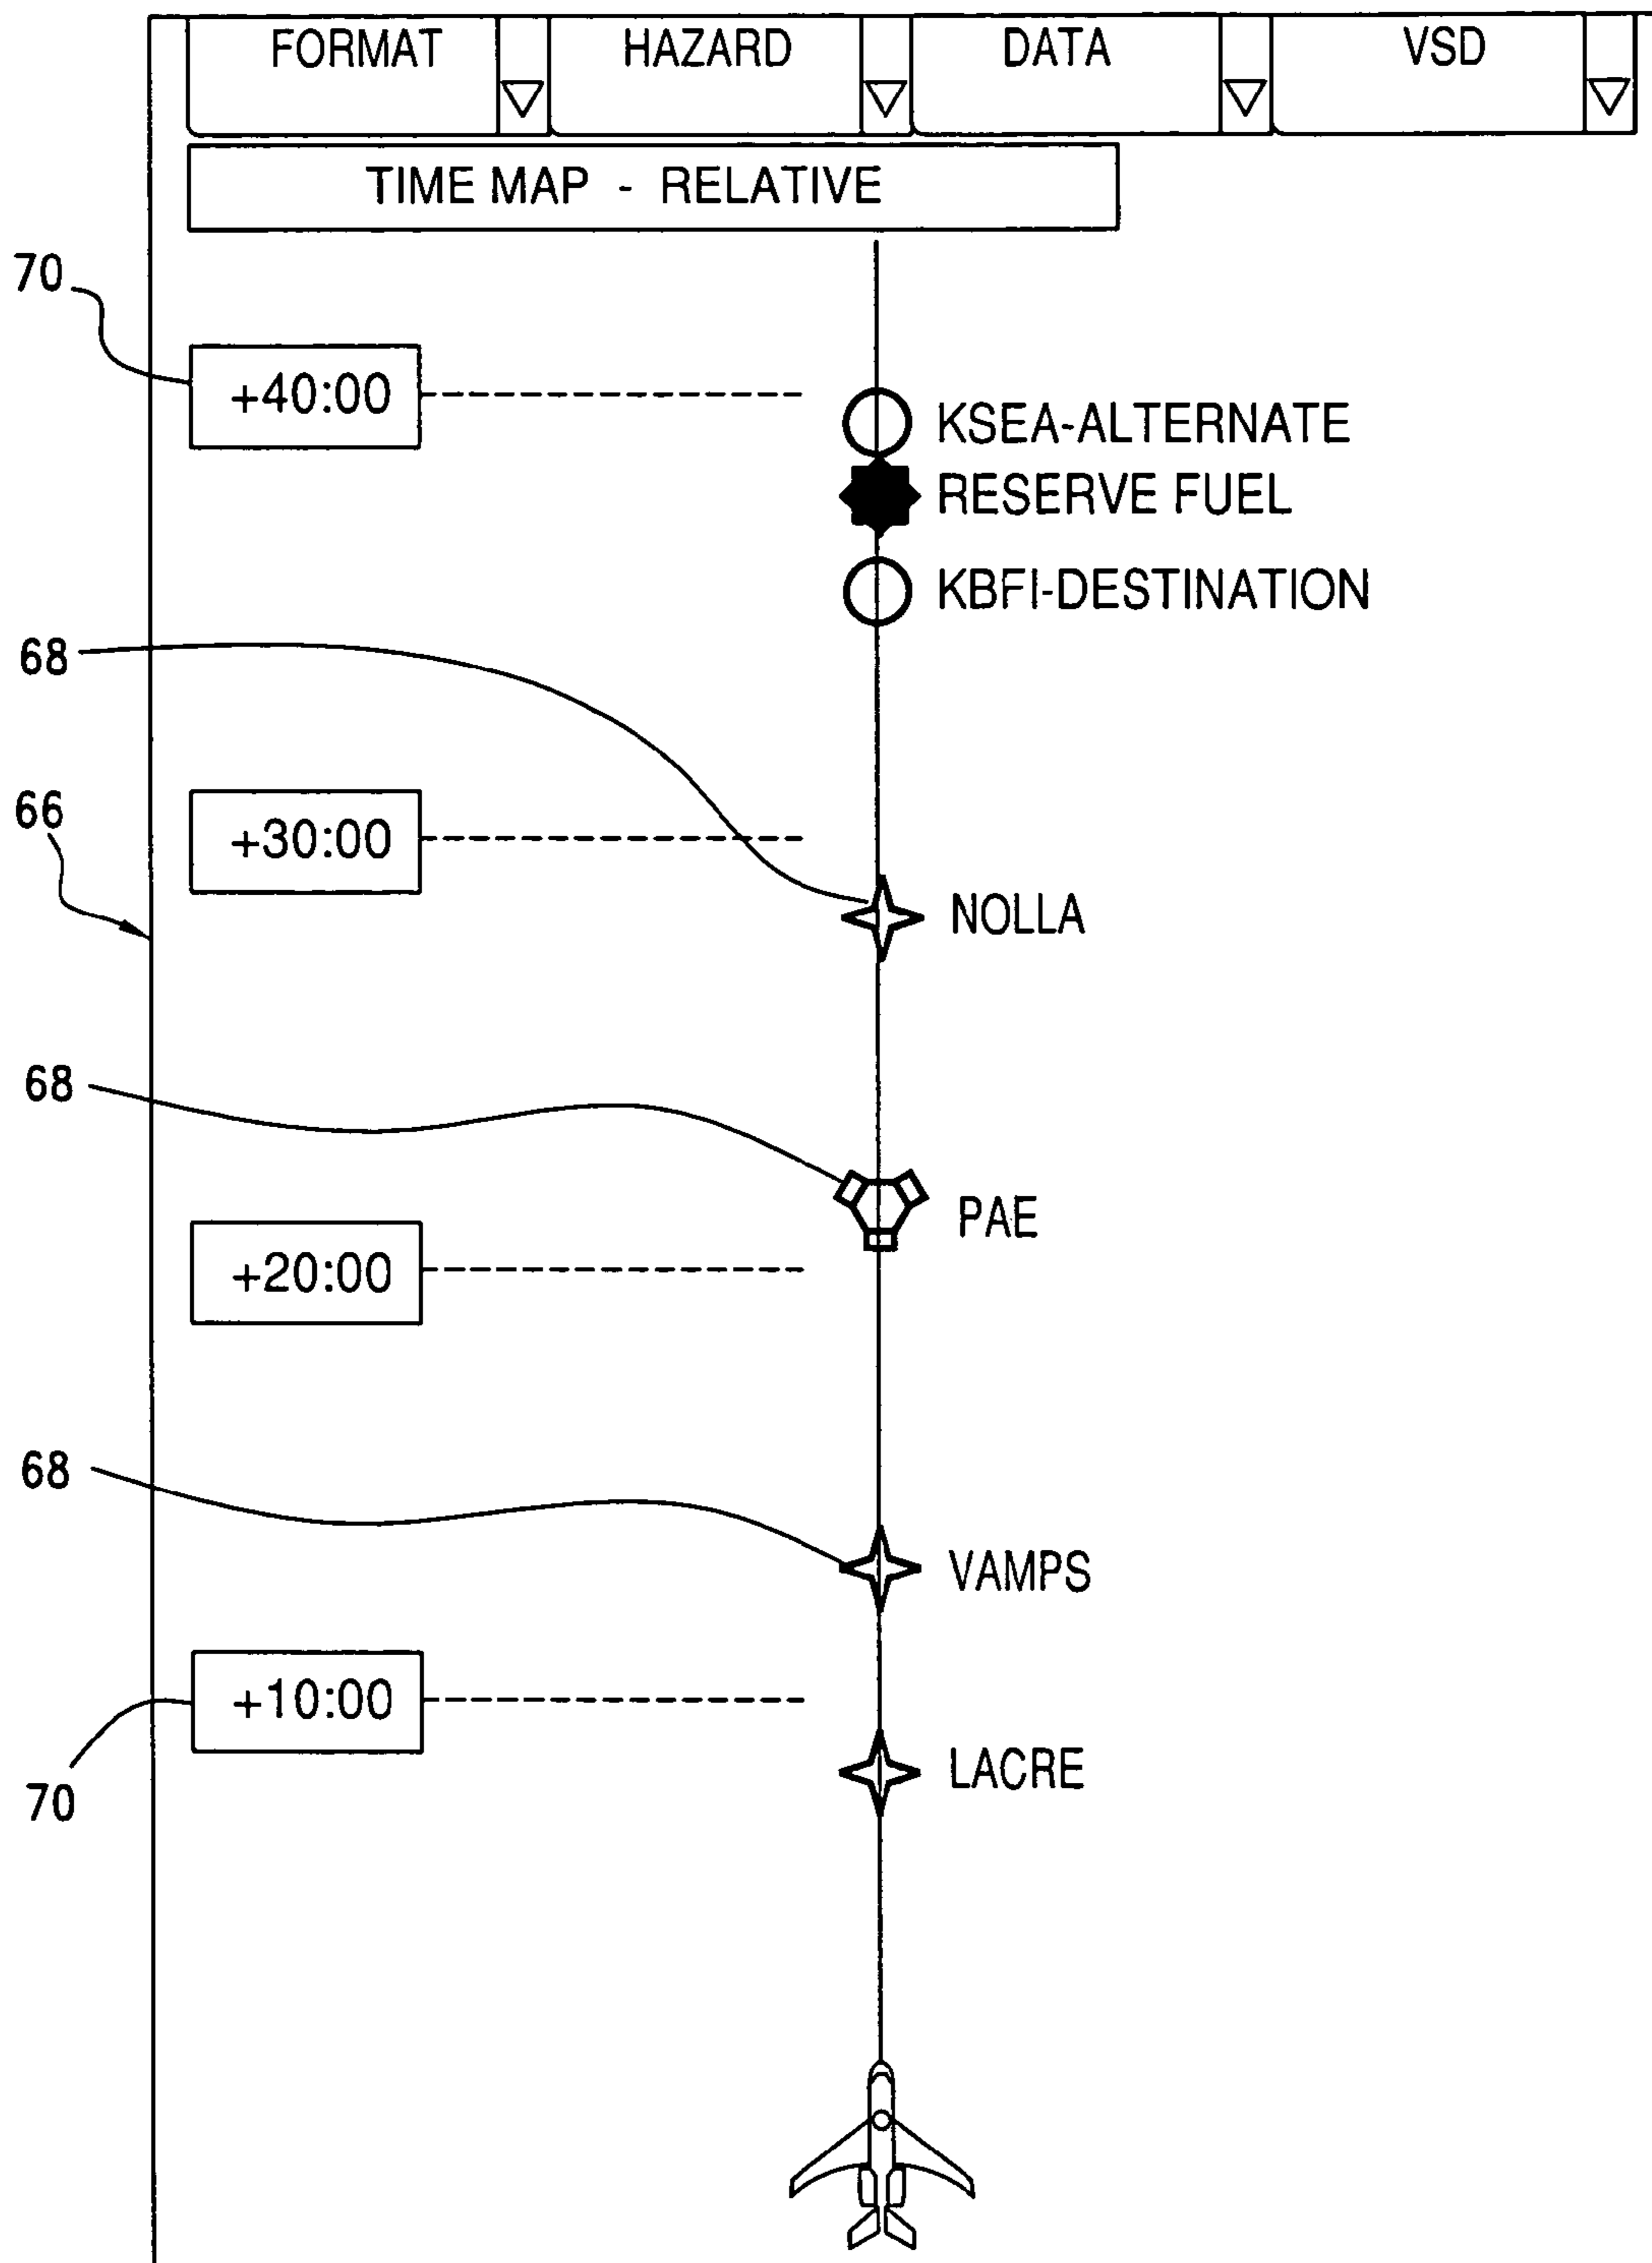 FORMAT HAZARD DATA VSD
TIME MAP - RELATIVE
70
+40:00
KSEA-ALTERNATE
RESERVE FUEL
KBFI-DESTINATION
68
66
+30:00
NOLLA
68
PAE
+20:00
68
VAMPS
+10:00
LACRE
70